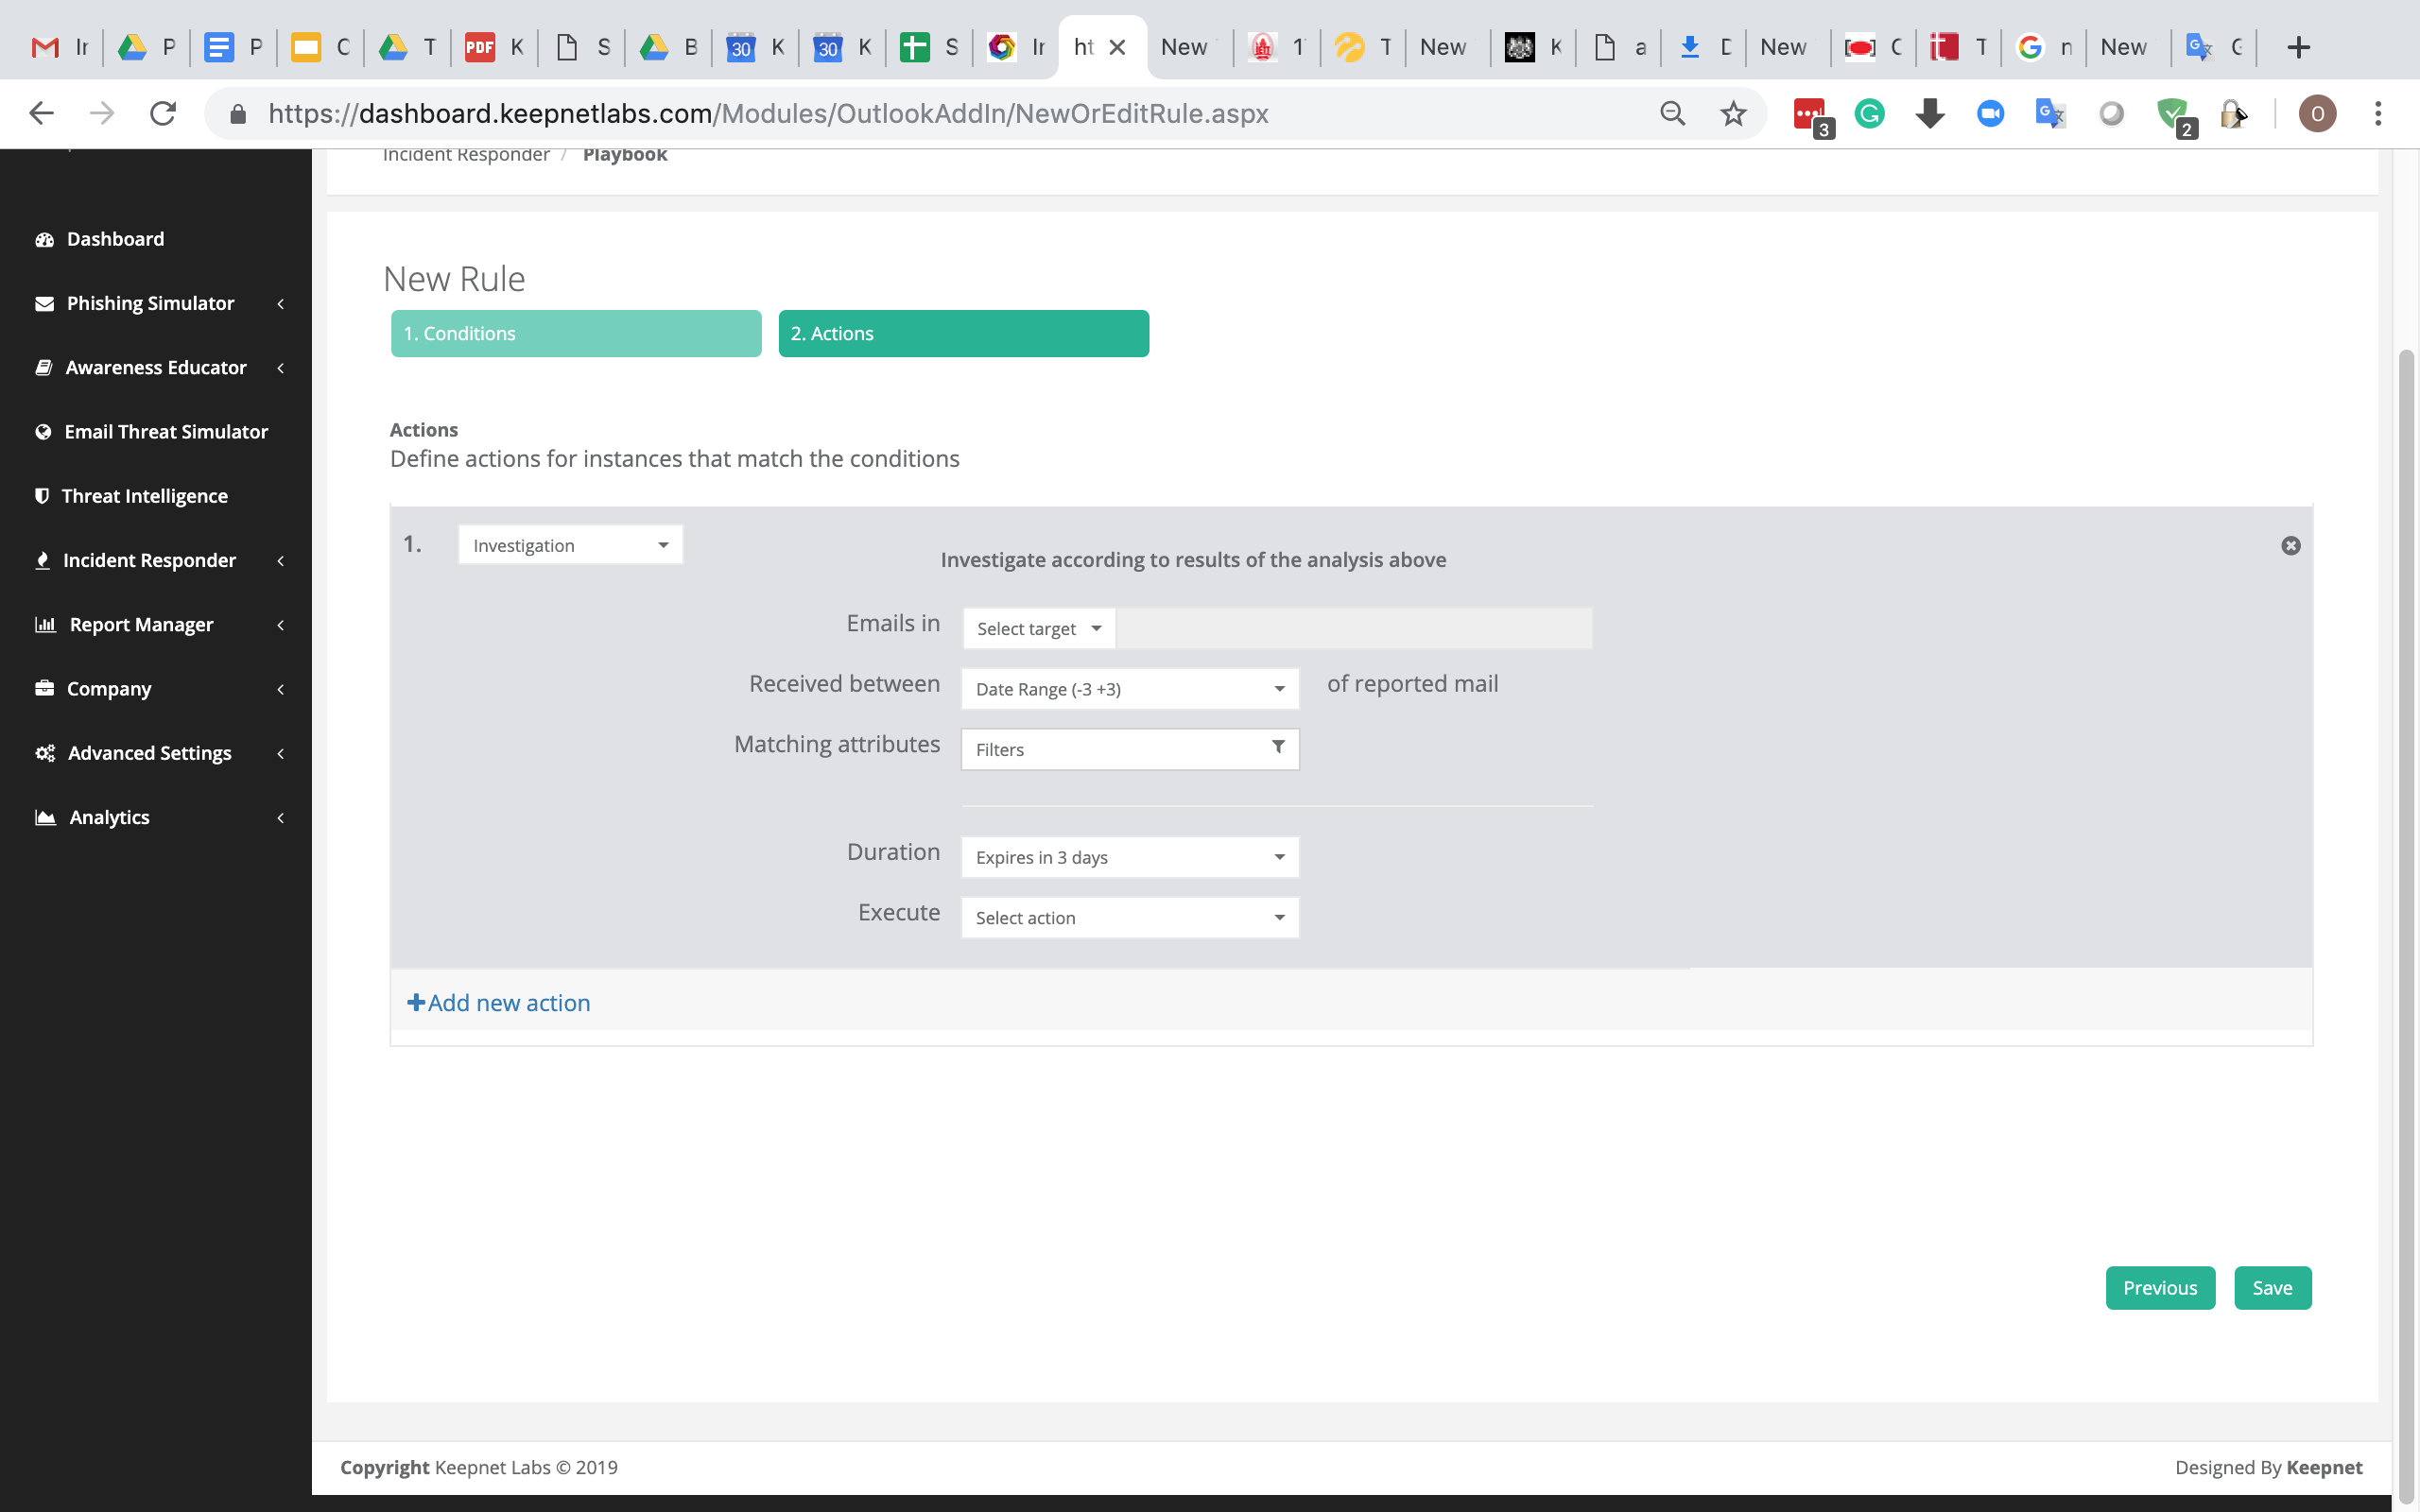 Ir P P C T PDF K S B 30 K 30 K S Ir ht New 1 T New K a D New C T n New G
https://dashboard.keepnetlabs.com/Modules/OutlookAddIn/NewOrEditRule.aspx 3 2 O
Incident Responder / Playbook
Dashboard
Phishing Simulator
Awareness Educator
Email Threat Simulator
Threat Intelligence
Incident Responder
Report Manager
Company
Advanced Settings
Analytics
New Rule
1. Conditions 2. Actions
Actions
Define actions for instances that match the conditions
1. Investigation
Investigate according to results of the analysis above
Emails in Select target
Received between Date Range (-3 +3) of reported mail
Matching attributes Filters
Duration Expires in 3 days
Execute Select action
+Add new action
Previous Save
Copyright Keepnet Labs © 2019 Designed By Keepnet